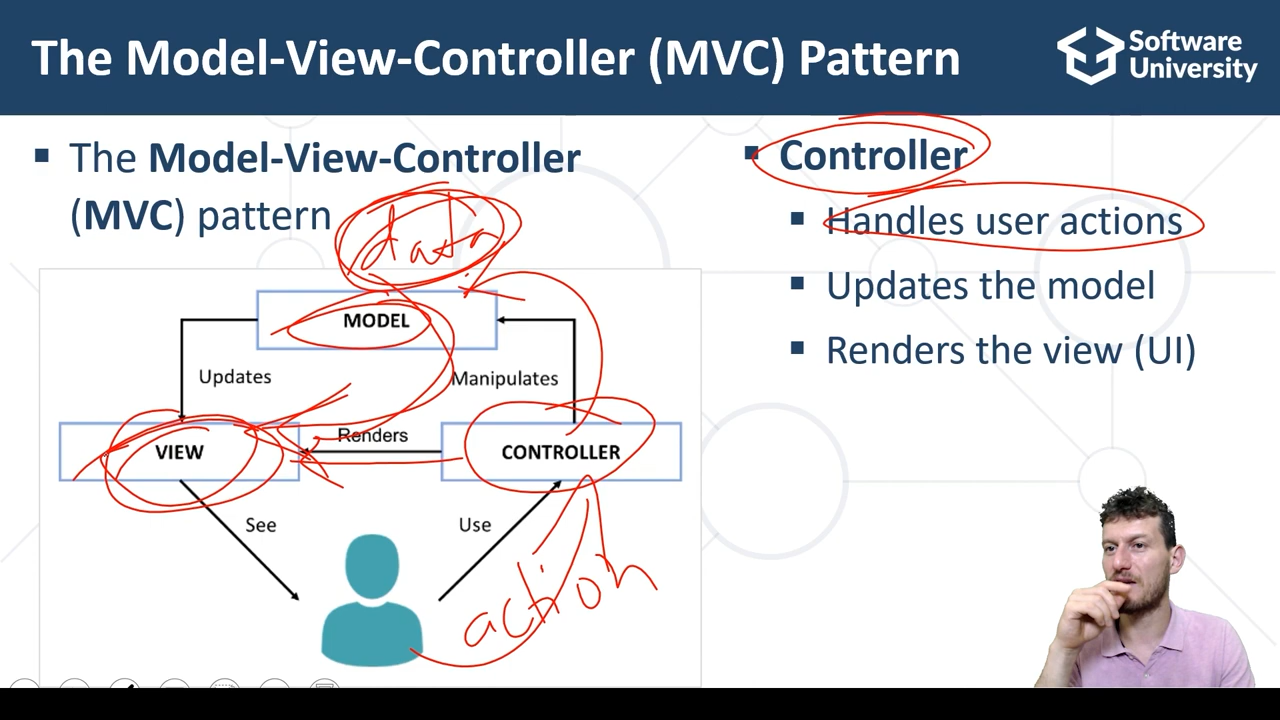 The Model-View-Controller (MVC) Pattern
Software
University
▪ The Model-View-Controller
(MVC) pattern
data
MODEL
Updates
Manipulates
VIEW
Renders
CONTROLLER
See
Use
action
▪ Controller
▪ Handles user actions
▪ Updates the model
▪ Renders the view (UI)